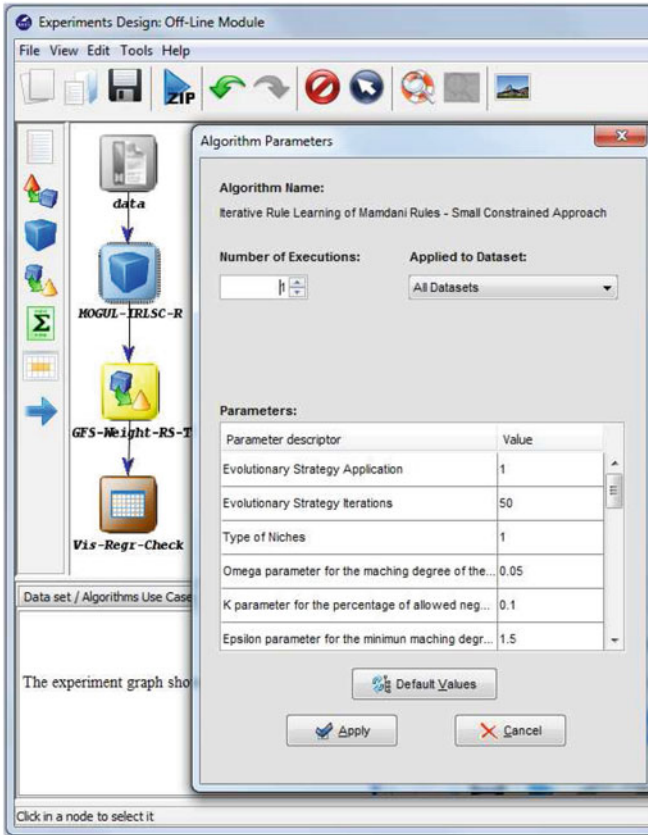 Experiments Design: Off-Line Module
File View Edit Tools Help
ZIP
data
MOGUL-IRLSC-R
GFS-Weight-RS-T
Vis-Regr-Check
Σ
Data set / Algorithms Use Case
The experiment graph sho
Click in a node to select it
Algorithm Parameters
Algorithm Name:
Iterative Rule Learning of Mamdani Rules - Small Constrained Approach
Number of Executions: Applied to Dataset:
1 All Datasets
Parameters:
Parameter descriptor Value
Evolutionary Strategy Application 1
Evolutionary Strategy Iterations 50
Type of Niches 1
Omega parameter for the maching degree of the... 0.05
K parameter for the percentage of allowed neg... 0.1
Epsilon parameter for the minimun maching degr... 1.5
Default Values
Apply Cancel